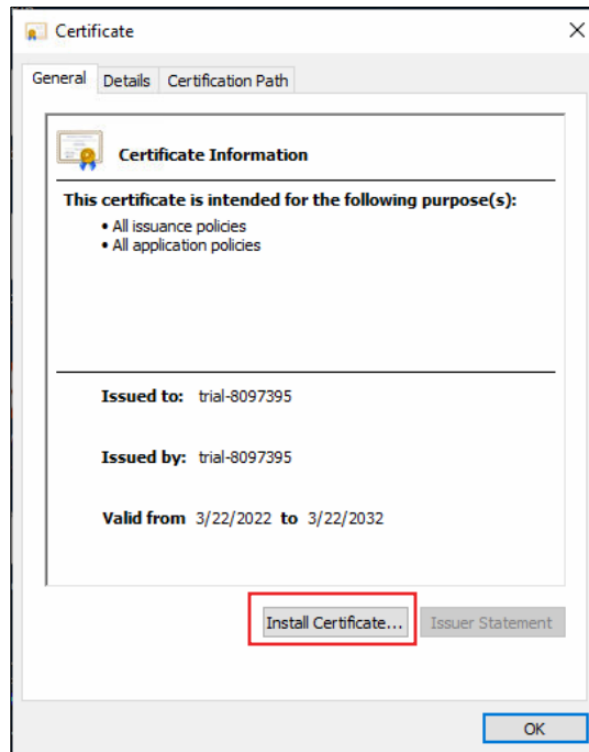 Certificate
General Details Certification Path
Certificate Information
This certificate is intended for the following purpose(s):
• All issuance policies
• All application policies
Issued to: trial-8097395
Issued by: trial-8097395
Valid from 3/22/2022 to 3/22/2032
Install Certificate... Issuer Statement
OK